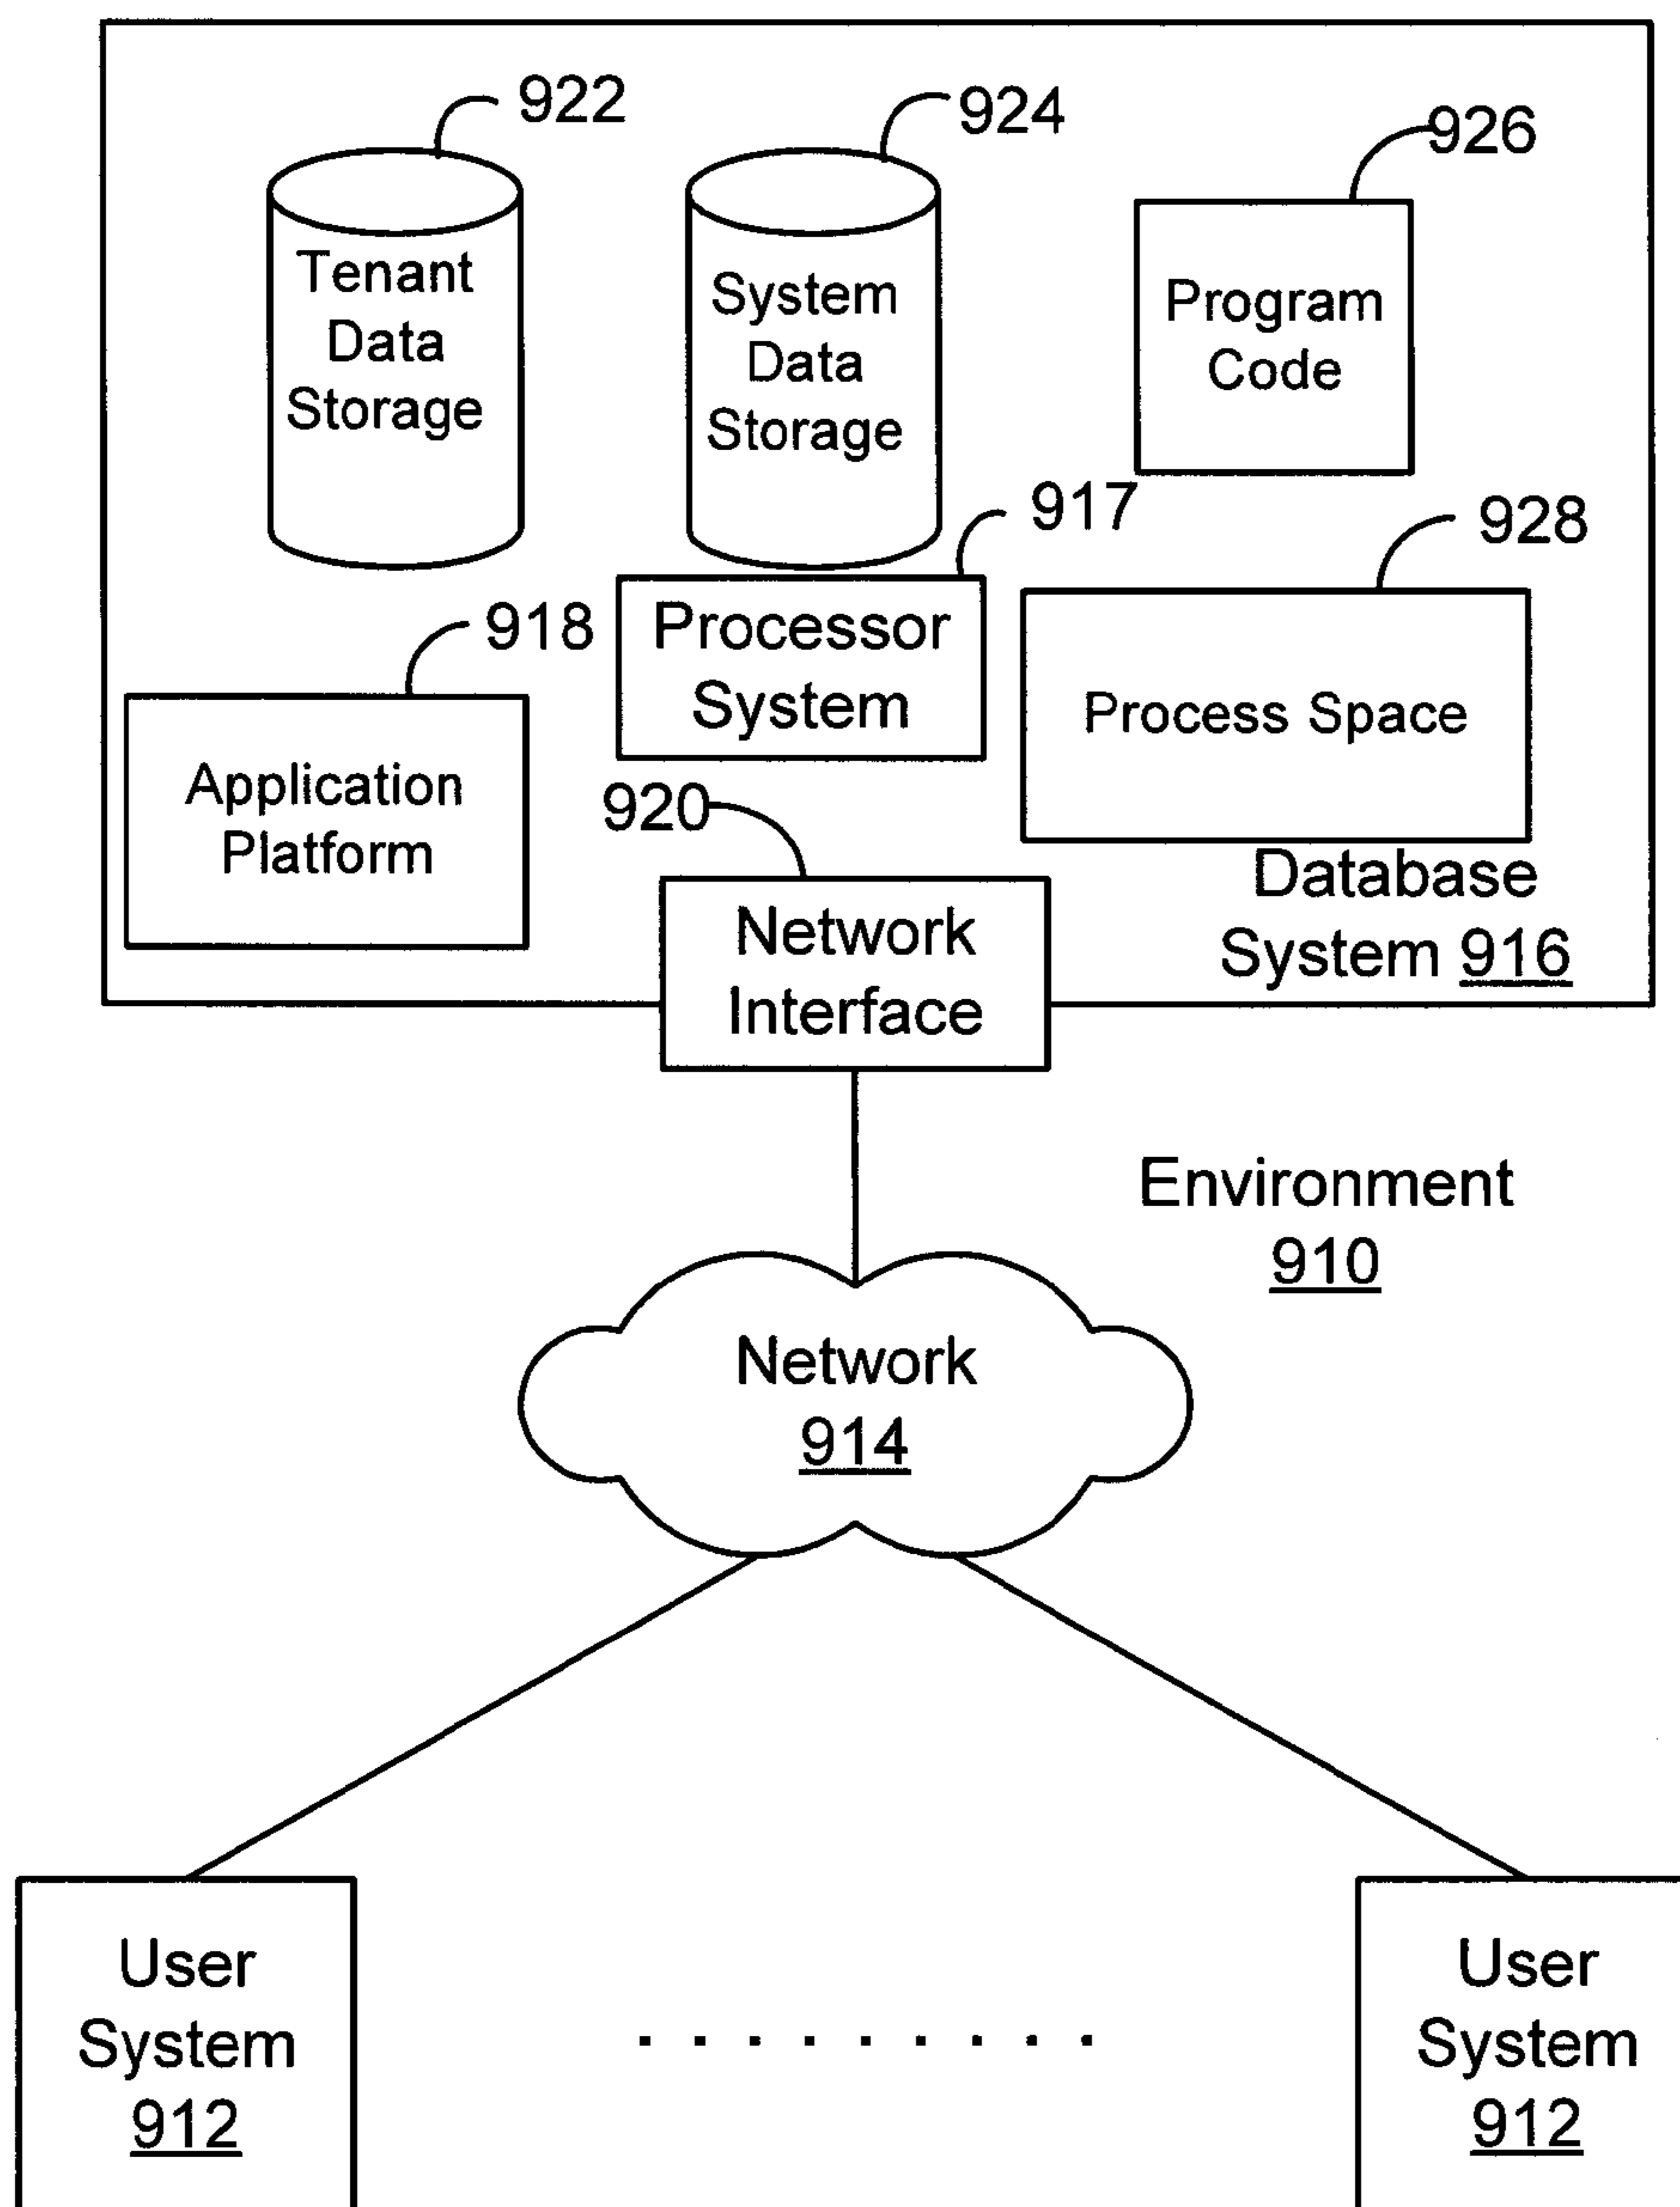 922
924
926
Tenant
Data
Storage
System
Data
Storage
Program
Code
917
928
918
Processor
System
Process Space
Application
Platform
920
Database
System 916
Network
Interface
Environment
910
Network
914
User
System
912
. . . . . . . . .
User
System
912